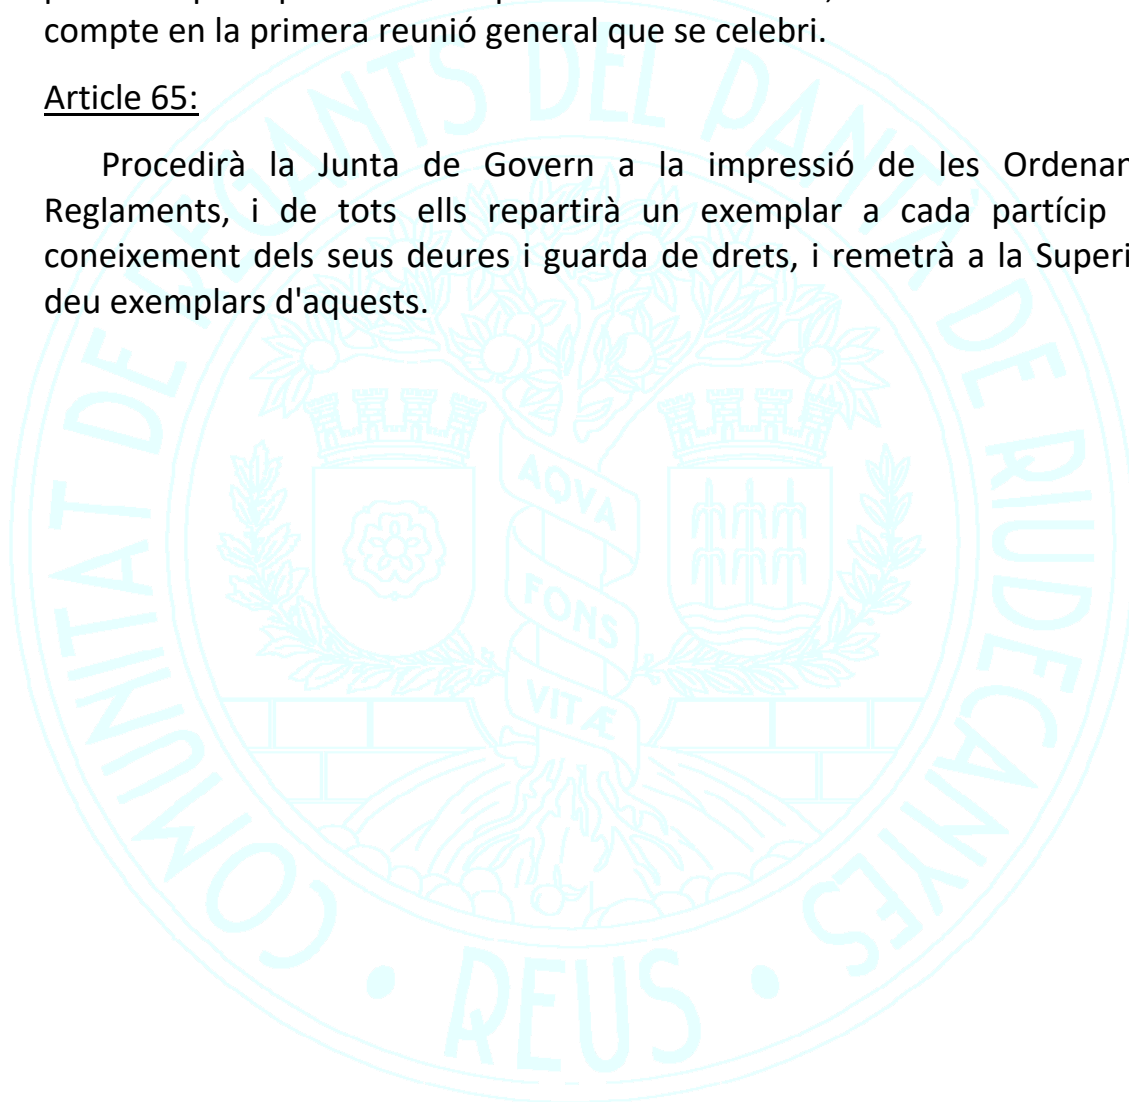 compte en la primera reunió general que se celebri.
Article 65:
Procedirà la Junta de Govern a la impressió de les Ordenan
Reglaments, i de tots ells repartirà un exemplar a cada partícip
coneixement dels seus deures i guarda de drets, i remetrà a la Superi
deu exemplars d'aquests.
COMUNITAT DE REGANTS DEL PANTÀ DE RIUDECANYES
AQVA
FONS
VITÆ
• REUS •